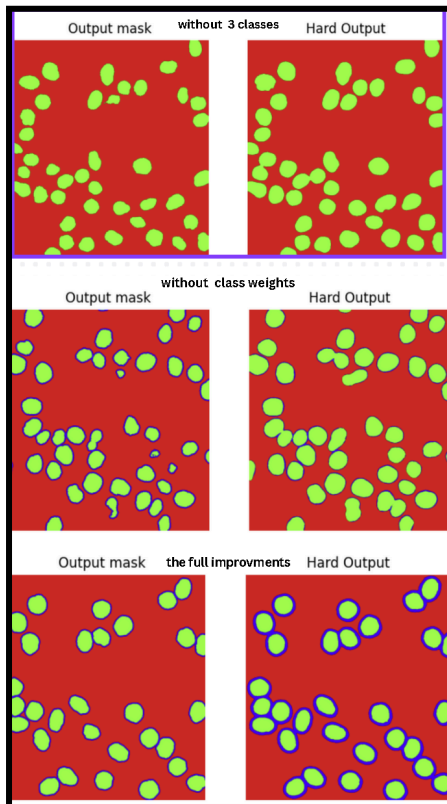 without 3 classes
Output mask Hard Output
without class weights
Output mask Hard Output
Output mask the full improvments Hard Output